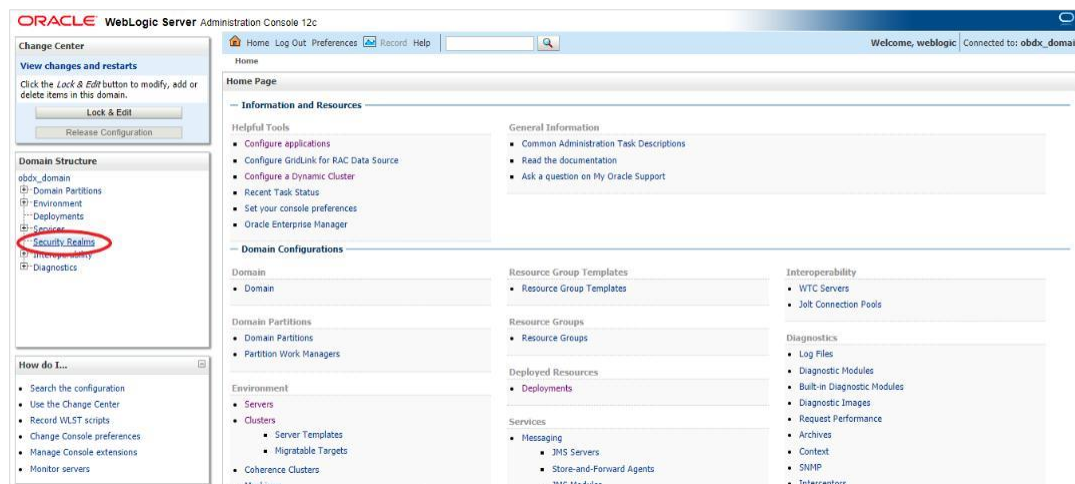 ORACLE WebLogic Server Administration Console 12c
Change Center
View changes and restarts
Click the Lock & Edit button to modify, add or
delete items in this domain.
Lock & Edit
Release Configuration
Domain Structure
obdx_domain
Domain Partitions
Environment
Deployments
Services
Security Realms
Interoperability
Diagnostics
How do I...
Search the configuration
Use the Change Center
Record WLST scripts
Change Console preferences
Manage Console extensions
Monitor servers
Home Log Out Preferences Record Help
Welcome, weblogic Connected to: obdx_domai
Home
Home Page
Information and Resources
Helpful Tools
Configure applications
Configure GridLink for RAC Data Source
Configure a Dynamic Cluster
Recent Task Status
Set your console preferences
Oracle Enterprise Manager
General Information
Common Administration Task Descriptions
Read the documentation
Ask a question on My Oracle Support
Domain Configurations
Domain
Domain
Domain Partitions
Domain Partitions
Partition Work Managers
Environment
Servers
Clusters
Server Templates
Migratable Targets
Coherence Clusters
Resource Group Templates
Resource Group Templates
Resource Groups
Resource Groups
Deployed Resources
Deployments
Services
Messaging
JMS Servers
Store-and-Forward Agents
JMS Modules
Interoperability
WTC Servers
Jolt Connection Pools
Diagnostics
Log Files
Diagnostic Modules
Built-in Diagnostic Modules
Diagnostic Images
Request Performance
Archives
Context
SNMP
Interceptors